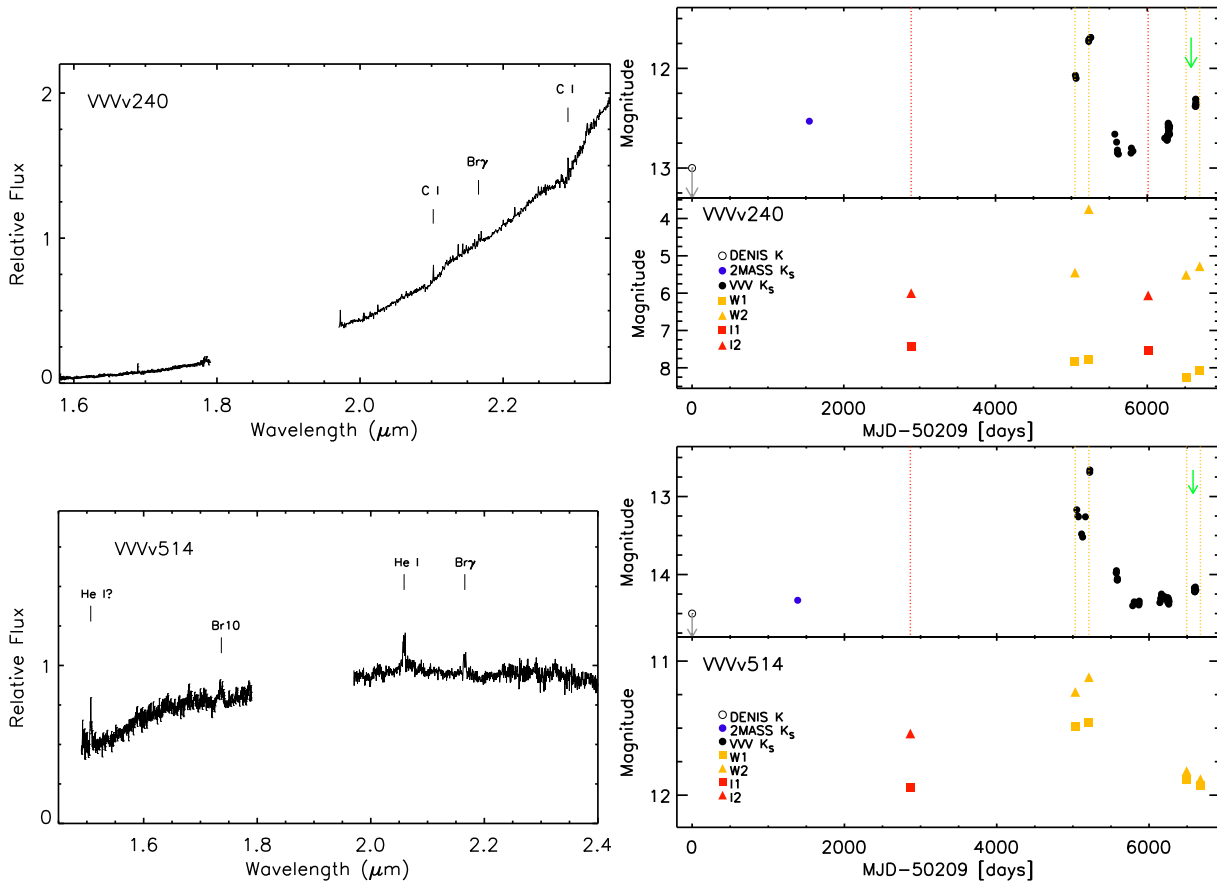 VVVv240
C I
Brγ
C I
2
1
0
Relative Flux
1.6 1.8 2.0 2.2
Wavelength (μm)
12
13
Magnitude
VVVv240
DENIS K
2MASS Ks
VVV Ks
W1
W2
I1
I2
4
5
6
7
8
Magnitude
0 2000 4000 6000
MJD-50209 [days]
VVVv514
He I?
Br10
He I
Brγ
1
0
Relative Flux
1.6 1.8 2.0 2.2 2.4
Wavelength (μm)
13
14
Magnitude
VVVv514
DENIS K
2MASS Ks
VVV Ks
W1
W2
I1
I2
11
12
Magnitude
0 2000 4000 6000
MJD-50209 [days]